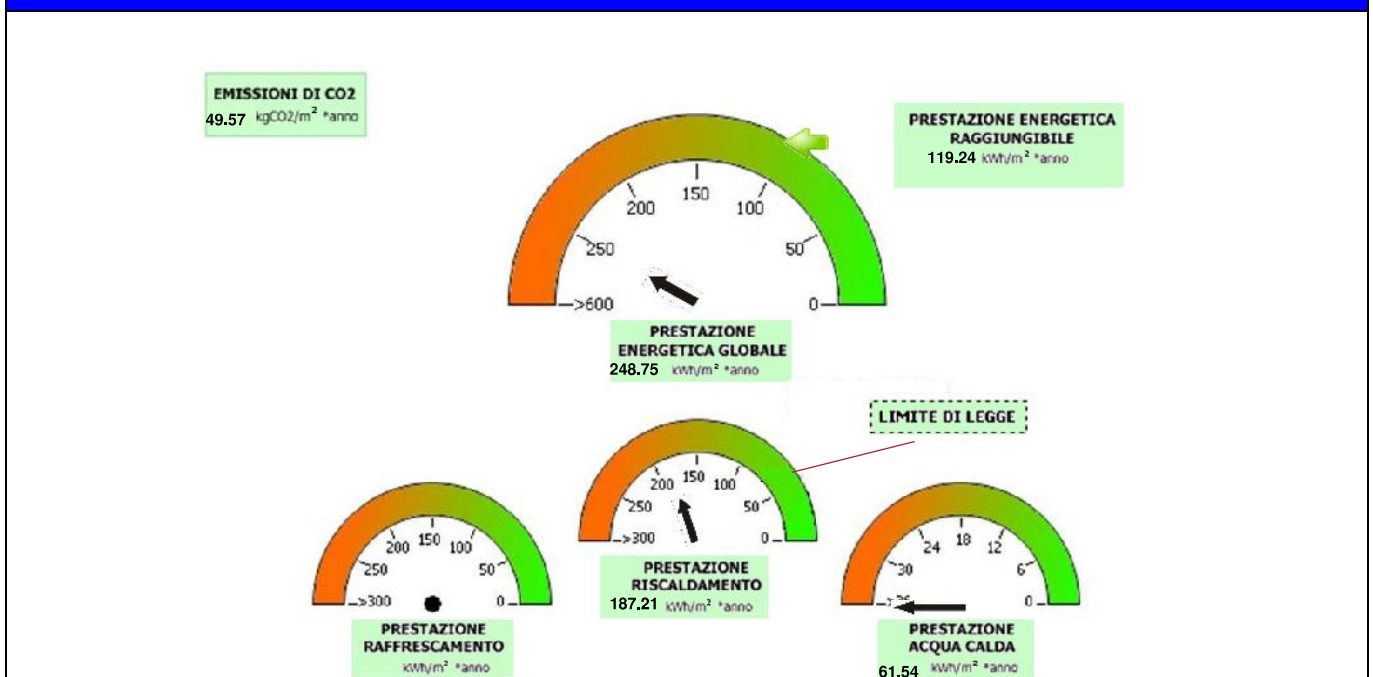 EMISSIONI DI CO2
49.57 kgCO2/m² *anno
PRESTAZIONE ENERGETICA
RAGGIUNGIBILE
119.24 kWh/m² *anno
150
200
100
250
50
>600
0
PRESTAZIONE
ENERGETICA GLOBALE
248.75 kWh/m² *anno
LIMITE DI LEGGE
150
200
100
250
50
>300
0
PRESTAZIONE
RISCALDAMENTO
187.21 kWh/m² *anno
150
200
100
250
50
>300
0
PRESTAZIONE
RAFFRESCAMENTO
kWh/m² *anno
18
24
12
30
6
0
PRESTAZIONE
ACQUA CALDA
61.54 kWh/m² *anno